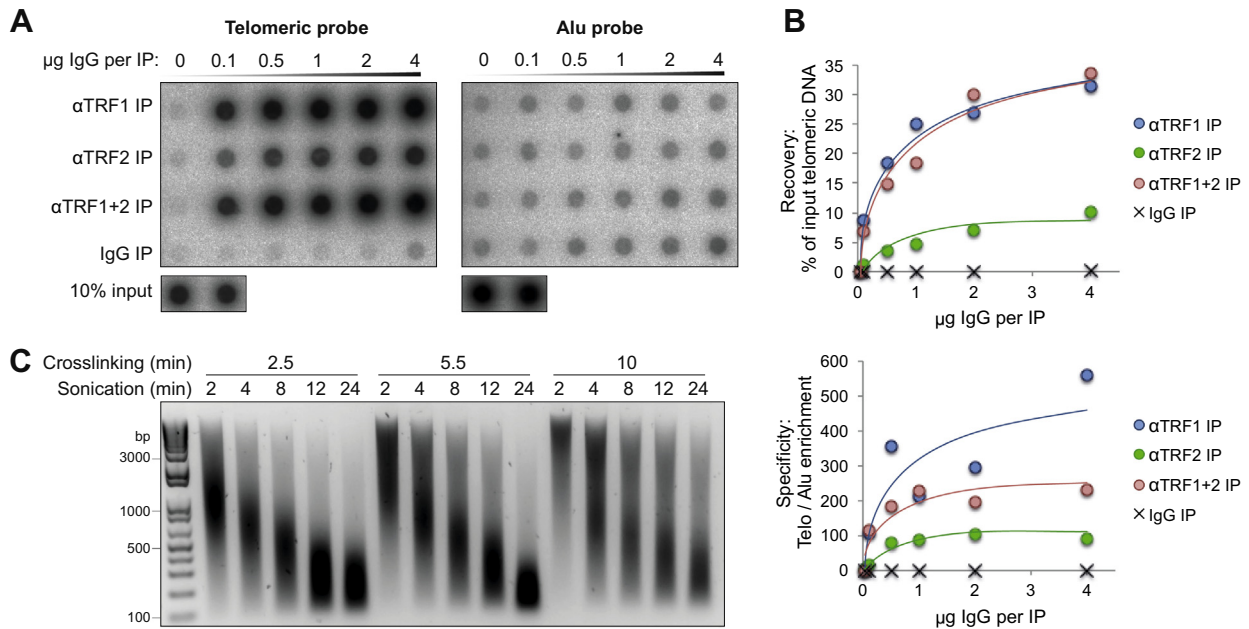 A
Telomeric probe
Alu probe
µg IgG per IP: 0 0.1 0.5 1 2 4
0 0.1 0.5 1 2 4
αTRF1 IP
αTRF2 IP
αTRF1+2 IP
IgG IP
10% input
B
Recovery:
% of input telomeric DNA
35
30
25
20
15
10
5
0
0 1 2 3 4
µg IgG per IP
αTRF1 IP
αTRF2 IP
αTRF1+2 IP
IgG IP
Specificity:
Telo / Alu enrichment
600
500
400
300
200
100
0
0 1 2 3 4
µg IgG per IP
αTRF1 IP
αTRF2 IP
αTRF1+2 IP
IgG IP
C
Crosslinking (min) 2.5 5.5 10
Sonication (min) 2 4 8 12 24 2 4 8 12 24 2 4 8 12 24
bp
3000
1000
500
100